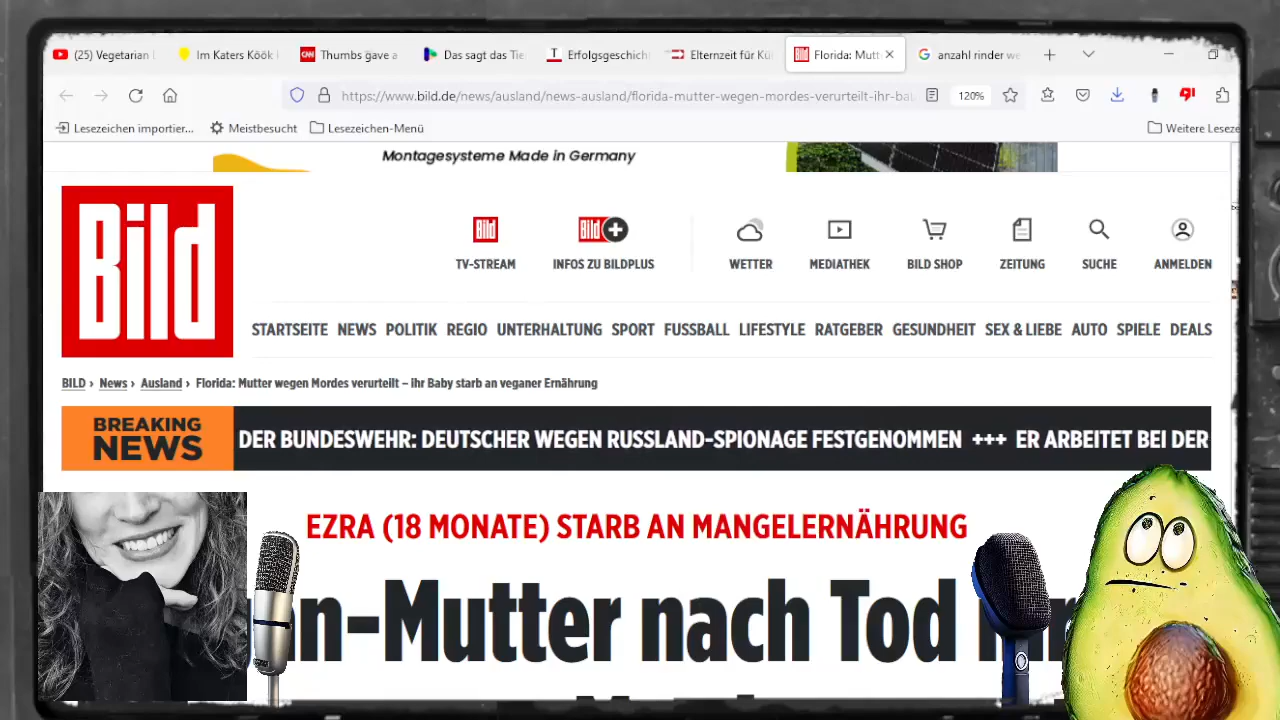 (25) Vegetarian
Im Katers Köök
Thumbs gave a
Das sagt das Tie
Erfolgsgeschich
Elternzeit für Kü
Florida: Mutt
anzahl rinder we
https://www.bild.de/news/ausland/news-ausland/florida-mutter-wegen-mordes-verurteilt-ihr-ba
120%
Lesezeichen importier...
Meistbesucht
Lesezeichen-Menü
Weitere Leseze
Montagesysteme Made in Germany
Bild
TV-STREAM
INFOS ZU BILDPLUS
WETTER
MEDIATHEK
BILD SHOP
ZEITUNG
SUCHE
ANMELDEN
STARTSEITE NEWS POLITIK REGIO UNTERHALTUNG SPORT FUSSBALL LIFESTYLE RATGEBER GESUNDHEIT SEX & LIEBE AUTO SPIELE DEALS
BILD › News › Ausland › Florida: Mutter wegen Mordes verurteilt – ihr Baby starb an veganer Ernährung
BREAKING NEWS
DER BUNDESWEHR: DEUTSCHER WEGEN RUSSLAND-SPIONAGE FESTGENOMMEN +++ ER ARBEITET BEI DER
EZRA (18 MONATE) STARB AN MANGELERNÄHRUNG
an-Mutter nach Tod